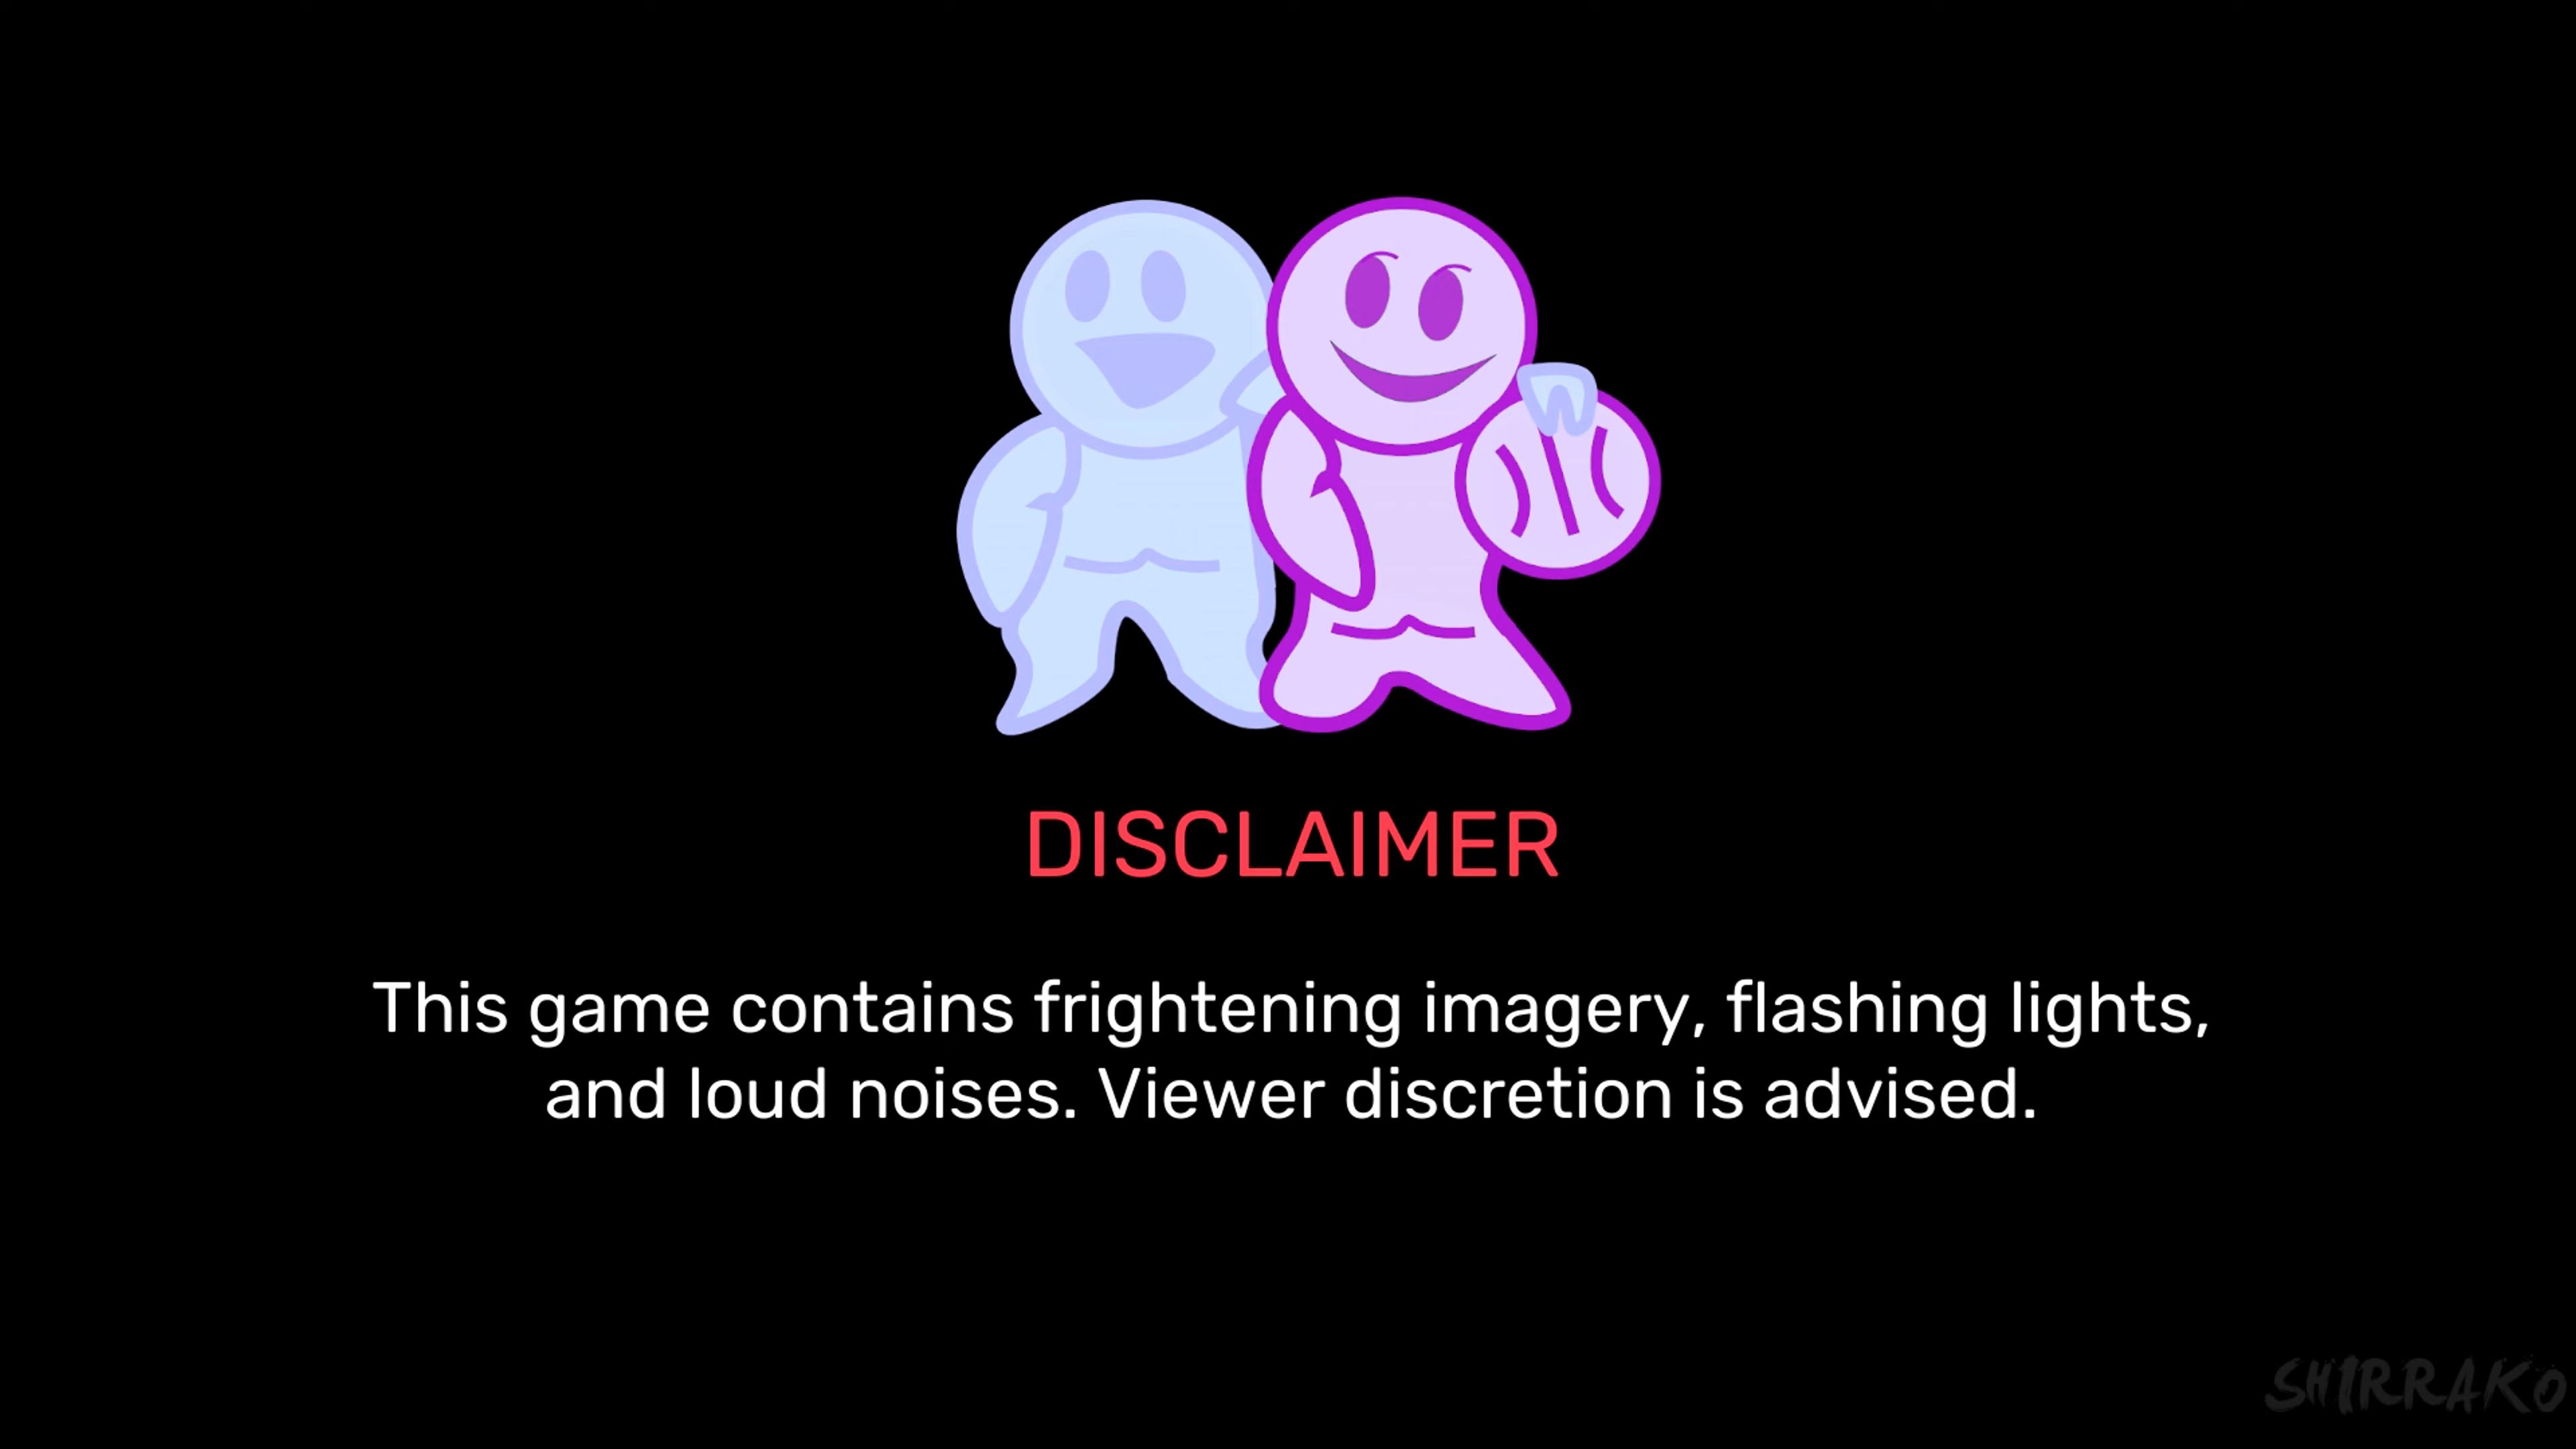 DISCLAIMER
This game contains frightening imagery, flashing lights,
and loud noises. Viewer discretion is advised.
SHIRRAKO